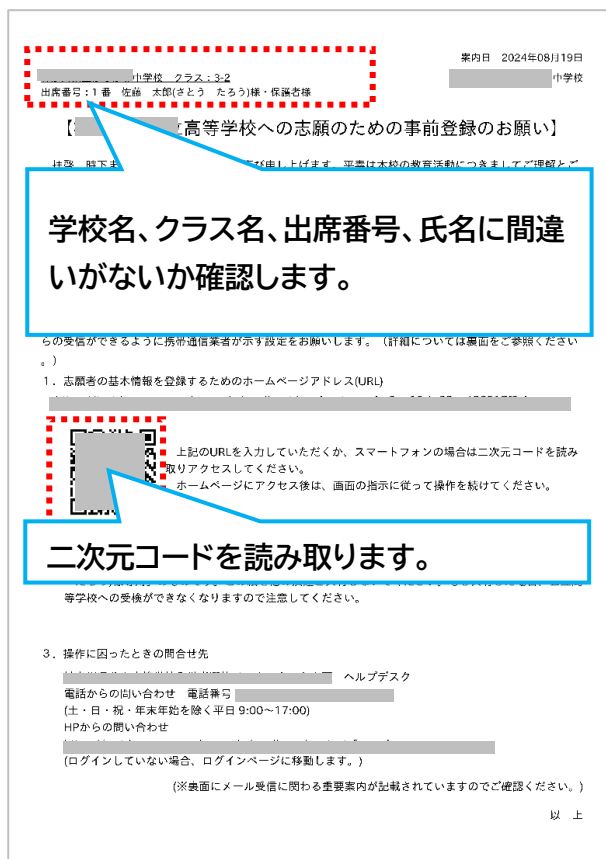 案内日 2024年08月19日
中学校 クラス:3-2
中学校
出席番号:1番 佐藤 太郎(さとう たろう)様・保護者様
高等学校への志願のための事前登録のお願い】
学校名、クラス名、出席番号、氏名に間違
いがないか確認します。
らの受信ができるように携帯通信業者が示す設定をお願いします。(詳細については裏面をご参照ください
。)
1.志願者の基本情報を登録するためのホームページアドレス(URL)
上記のURLを入力していただくか、スマートフォンの場合は二次元コードを読み
取りアクセスしてください。
ホームページにアクセス後は、画面の指示に従って操作を続けてください。
二次元コードを読み取ります。
等学校への受検ができなくなりますので注意してください。
3.操作に困ったときの問合せ先
ヘルプデスク
電話からの問い合わせ 電話番号
(土・日・祝・年末年始を除く平日 9:00~17:00)
HPからの問い合わせ
(ログインしていない場合、ログインページに移動します。)
(※裏面にメール受信に関わる重要案内が記載されていますのでご確認ください。)
以 上